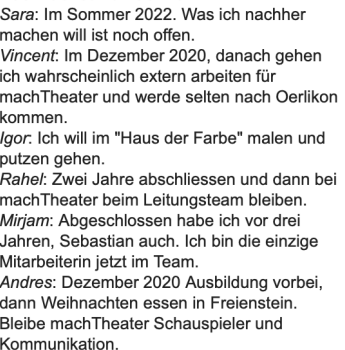 Sara: Im Sommer 2022. Was ich nachher
machen will ist noch offen.
Vincent: Im Dezember 2020, danach gehen
ich wahrscheinlich extern arbeiten für
machTheater und werde selten nach Oerlikon
kommen.
Igor: Ich will im "Haus der Farbe" malen und
putzen gehen.
Rahel: Zwei Jahre abschliessen und dann bei
machTheater beim Leitungsteam bleiben.
Mirjam: Abgeschlossen habe ich vor drei
Jahren, Sebastian auch. Ich bin die einzige
Mitarbeiterin jetzt im Team.
Andres: Dezember 2020 Ausbildung vorbei,
dann Weihnachten essen in Freienstein.
Bleibe machTheater Schauspieler und
Kommunikation.